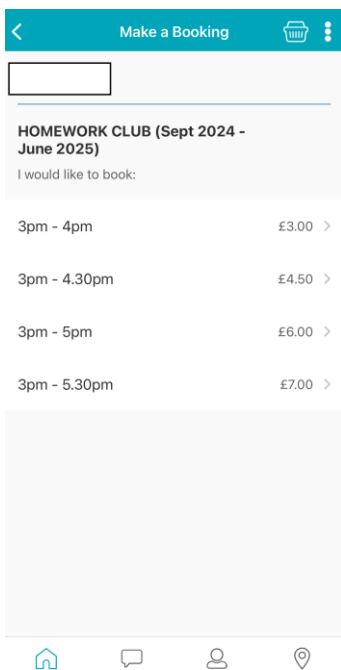 Make a Booking
HOMEWORK CLUB (Sept 2024 -
June 2025)
I would like to book:
3pm - 4pm £3.00
3pm - 4.30pm £4.50
3pm - 5pm £6.00
3pm - 5.30pm £7.00